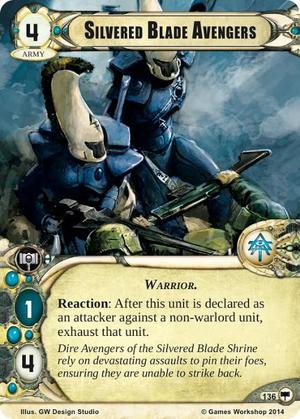 4
ARMY
Silvered Blade Avengers
Warrior.
1
Reaction: After this unit is declared as
an attacker against a non-warlord unit,
exhaust that unit.
4
Dire Avengers of the Silvered Blade Shrine
rely on devastating assaults to pin their foes,
ensuring they are unable to strike back.
136
Illus. GW Design Studio
© Games Workshop 2014